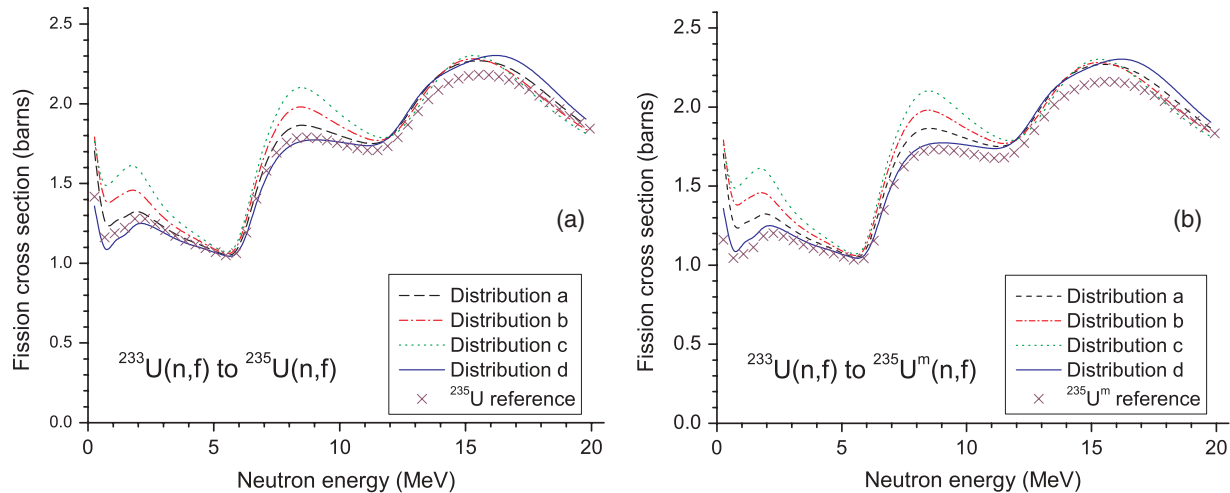 2.5
2.0
1.5
1.0
0.5
0.0
Fission cross section (barns)
0 5 10 15 20
Neutron energy (MeV)
(a)
²³³U(n,f) to ²³⁵U(n,f)
Distribution a
Distribution b
Distribution c
Distribution d
²³⁵U reference
2.5
2.0
1.5
1.0
0.5
0.0
Fission cross section (barns)
0 5 10 15 20
Neutron energy (MeV)
(b)
²³³U(n,f) to ²³⁵Uᵐ(n,f)
Distribution a
Distribution b
Distribution c
Distribution d
²³⁵Uᵐ reference